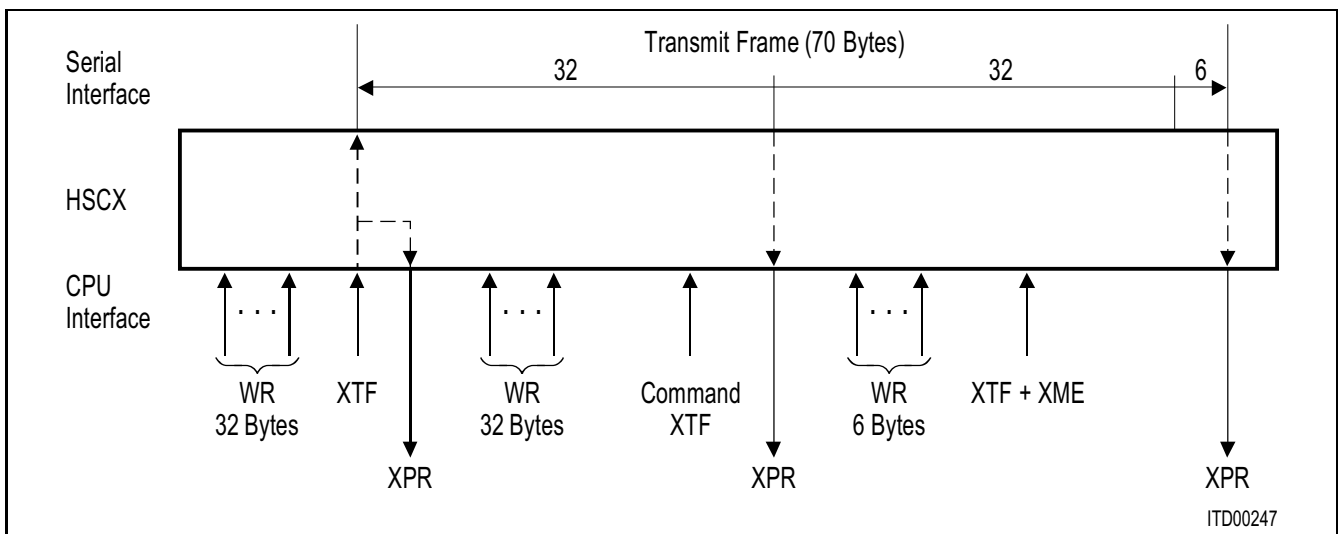 Transmit Frame (70 Bytes)
Serial
Interface
32
32
6
HSCX
CPU
Interface
. . .
. . .
. . .
WR
32 Bytes
XTF
WR
32 Bytes
Command
XTF
WR
6 Bytes
XTF + XME
XPR
XPR
XPR
ITD00247